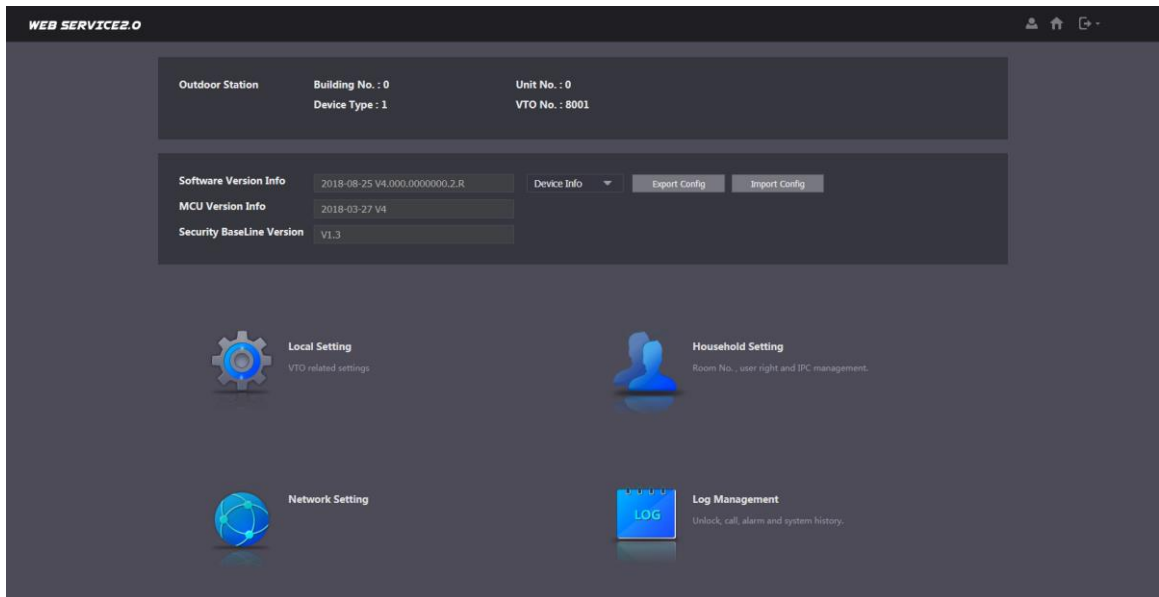 WEB SERVICE2.0
Outdoor Station Building No. : 0 Unit No. : 0
Device Type : 1 VTO No. : 8001
Software Version Info 2018-08-25 V4.000.0000000.2.R Device Info Export Config Import Config
MCU Version Info 2018-03-27 V4
Security BaseLine Version V1.3
Local Setting
VTO related settings
Household Setting
Room No. , user right and IPC management.
Network Setting
LOG
Log Management
Unlock, call, alarm and system history.